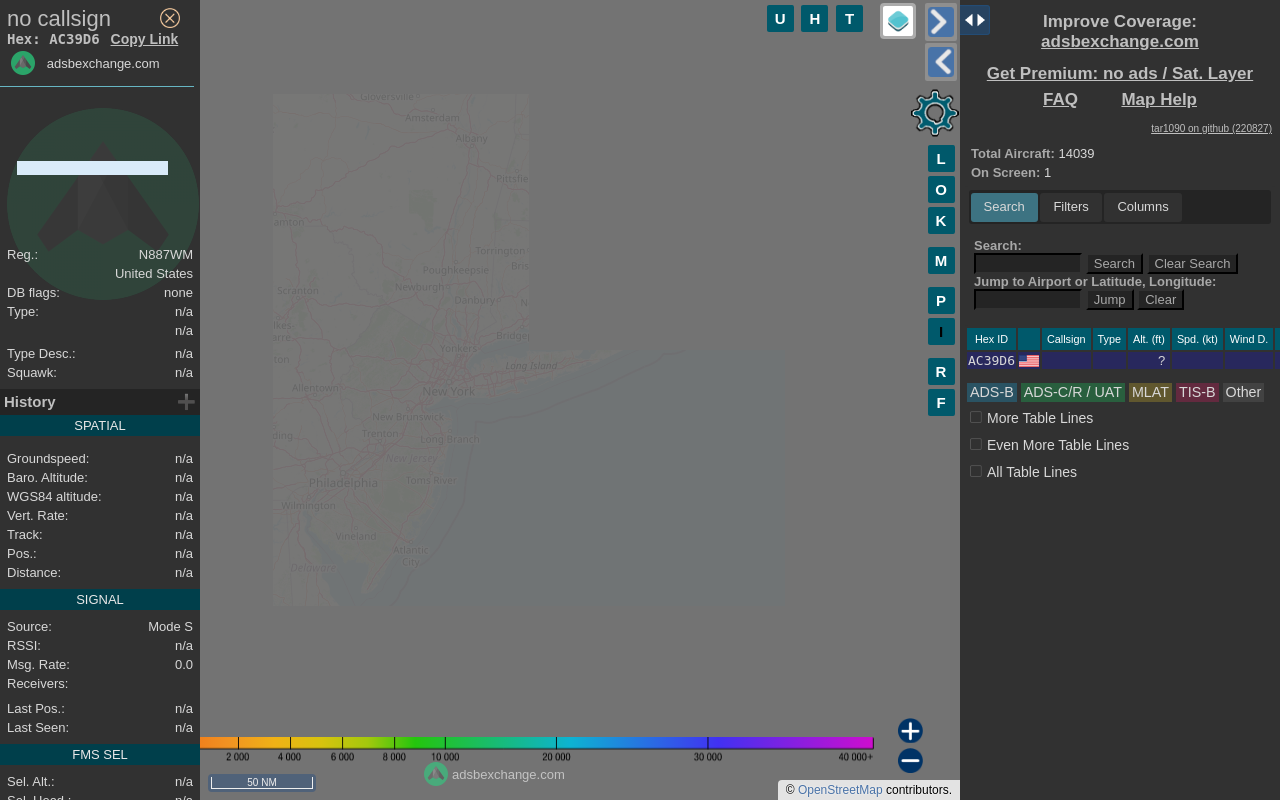 no callsign
Hex: AC39D6 Copy Link
adsbexchange.com
Reg.: N887WM
United States
DB flags: none
Type: n/a
n/a
Type Desc.: n/a
Squawk: n/a
History
SPATIAL
Groundspeed: n/a
Baro. Altitude: n/a
WGS84 altitude: n/a
Vert. Rate: n/a
Track: n/a
Pos.: n/a
Distance: n/a
SIGNAL
Source: Mode S
RSSI: n/a
Msg. Rate: 0.0
Receivers:
Last Pos.: n/a
Last Seen: n/a
FMS SEL
Sel. Alt.: n/a
Sel. Head.: n/a
U H T
L
O
K
M
P
I
R
F
Gloversville
Amsterdam
Albany
Pittsfie
Torrington
Poughkeepsie
Newburgh
Danbury
Scranton
Bridgep
Yonkers
Long Island
Allentown
New York
New Brunswick
Trenton
Long Branch
New Jersey
Toms River
Philadelphia
Wilmington
Vineland
Atlantic
City
Delaware
2 000 4 000 6 000 8 000 10 000 20 000 30 000 40 000+
adsbexchange.com
50 NM
© OpenStreetMap contributors.
Improve Coverage:
adsbexchange.com
Get Premium: no ads / Sat. Layer
FAQ Map Help
tar1090 on github (220827)
Total Aircraft: 14039
On Screen: 1
Search Filters Columns
Search:
Search Clear Search
Jump to Airport or Latitude, Longitude:
Jump Clear
Hex ID Callsign Type Alt. (ft) Spd. (kt) Wind D.
AC39D6 ?
ADS-B ADS-C/R / UAT MLAT TIS-B Other
More Table Lines
Even More Table Lines
All Table Lines